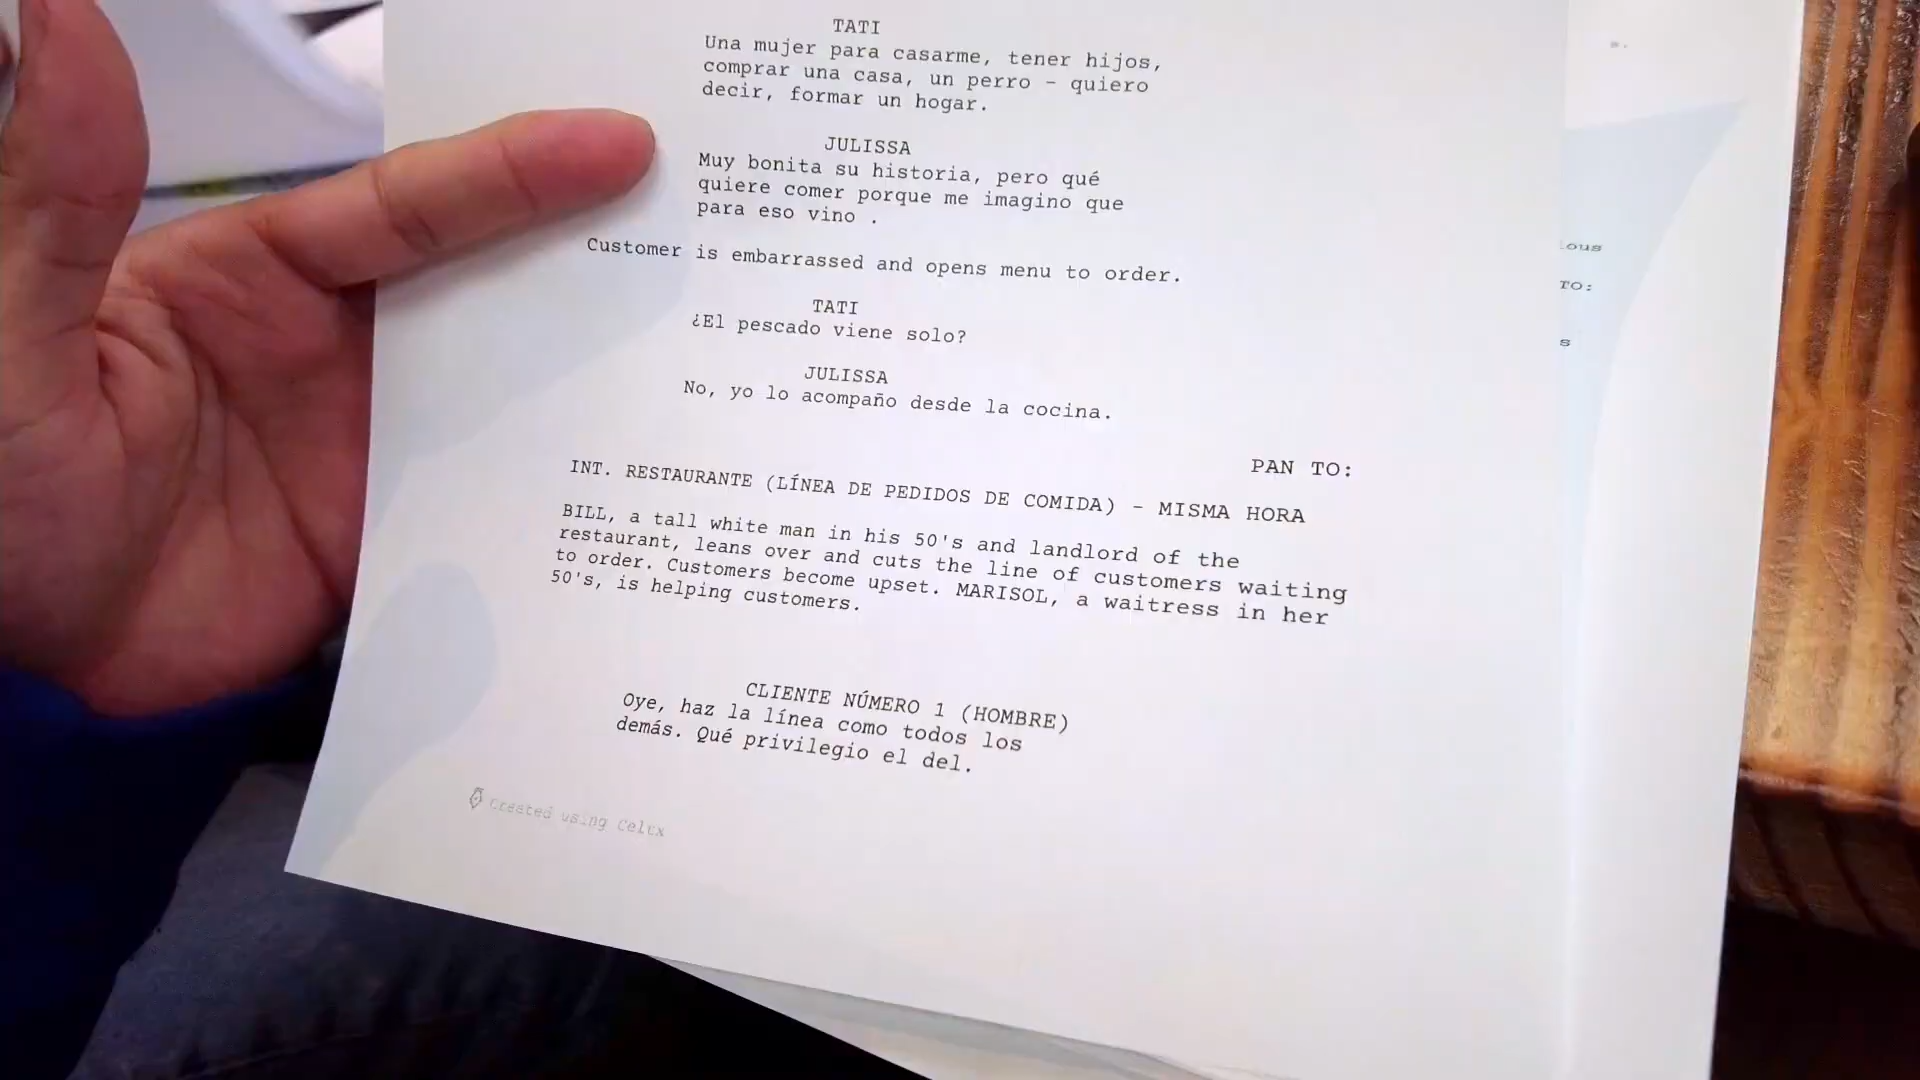 TATI
Una mujer para casarme, tener hijos,
comprar una casa, un perro - quiero
decir, formar un hogar.
JULISSA
Muy bonita su historia, pero qué
quiere comer porque me imagino que
para eso vino .
Customer is embarrassed and opens menu to order.
TATI
¿El pescado viene solo?
JULISSA
No, yo lo acompaño desde la cocina.
PAN TO:
INT. RESTAURANTE (LÍNEA DE PEDIDOS DE COMIDA) - MISMA HORA
BILL, a tall white man in his 50's and landlord of the
restaurant, leans over and cuts the line of customers waiting
to order. Customers become upset. MARISOL, a waitress in her
50's, is helping customers.
CLIENTE NÚMERO 1 (HOMBRE)
Oye, haz la línea como todos los
demás. Qué privilegio el del.
Created using Celtx
TO: